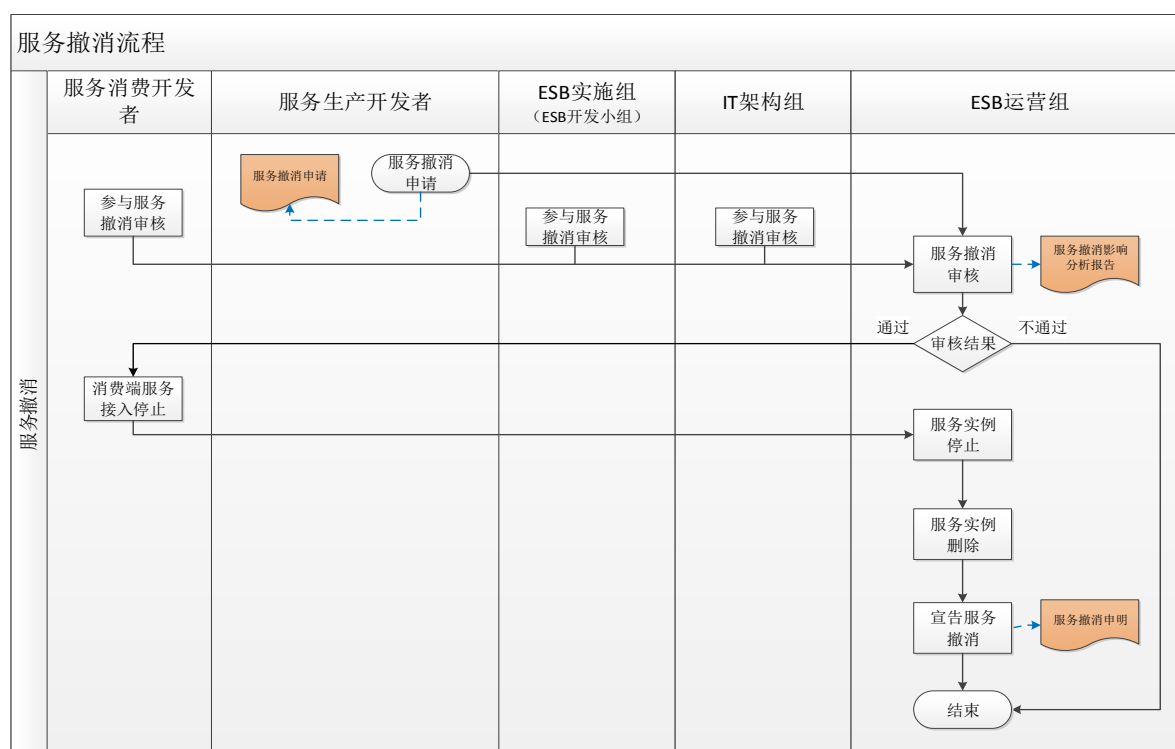 服务撤消流程
服务消费开发
者
服务生产开发者
ESB实施组
（ESB开发小组）
IT架构组
ESB运营组
服务撤消
服务撤消申请
服务撤消
申请
参与服务
撤消审核
参与服务
撤消审核
参与服务
撤消审核
服务撤消
审核
服务撤消影响
分析报告
通过
审核结果
不通过
消费端服务
接入停止
服务实例
停止
服务实例
删除
宣告服务
撤消
服务撤消申明
结束